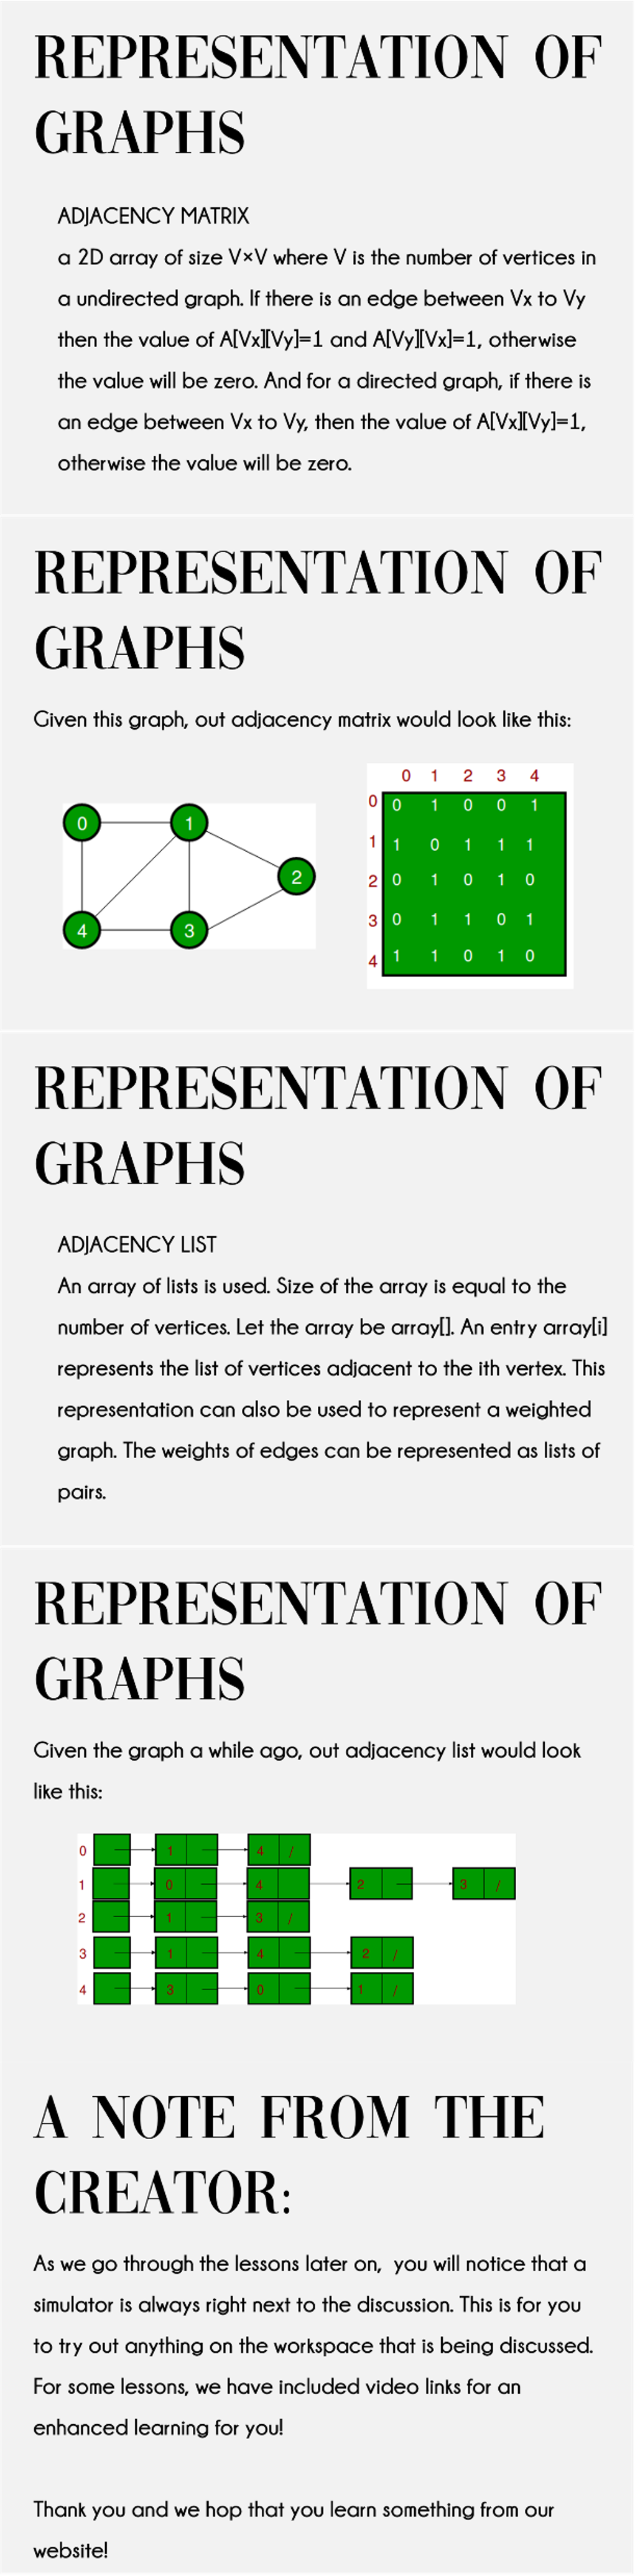 REPRESENTATION OF
GRAPHS
ADJACENCY MATRIX
a 2D array of size V×V where V is the number of vertices in
a undirected graph. If there is an edge between Vx to Vy
then the value of A[Vx][Vy]=1 and A[Vy][Vx]=1, otherwise
the value will be zero. And for a directed graph, if there is
an edge between Vx to Vy, then the value of A[Vx][Vy]=1,
otherwise the value will be zero.
REPRESENTATION OF
GRAPHS
Given this graph, out adjacency matrix would look like this:
0 1
2
4 3
0 1 2 3 4
0 0 1 0 0 1
1 1 0 1 1 1
2 0 1 0 1 0
3 0 1 1 0 1
4 1 1 0 1 0
REPRESENTATION OF
GRAPHS
ADJACENCY LIST
An array of lists is used. Size of the array is equal to the
number of vertices. Let the array be array[]. An entry array[i]
represents the list of vertices adjacent to the ith vertex. This
representation can also be used to represent a weighted
graph. The weights of edges can be represented as lists of
pairs.
REPRESENTATION OF
GRAPHS
Given the graph a while ago, out adjacency list would look
like this:
0 1 4 /
1 0 4 2 3 /
2 1 3 /
3 1 4 2 /
4 3 0 1 /
A NOTE FROM THE
CREATOR:
As we go through the lessons later on, you will notice that a
simulator is always right next to the discussion. This is for you
to try out anything on the workspace that is being discussed.
For some lessons, we have included video links for an
enhanced learning for you!
Thank you and we hop that you learn something from our
website!